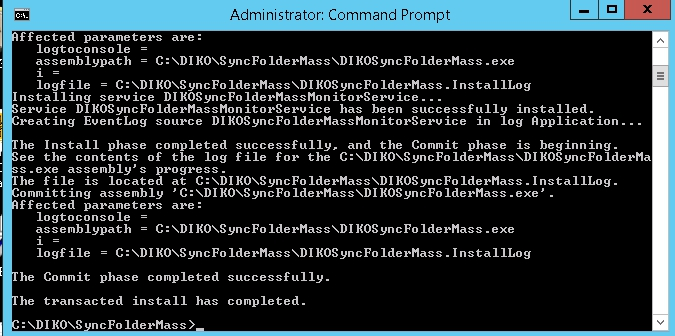 Administrator: Command Prompt
Affected parameters are:
logtoconsole =
assemblypath = C:\DIKO\SyncFolderMass\DIKOSyncFolderMass.exe
i =
logfile = C:\DIKO\SyncFolderMass\DIKOSyncFolderMass.InstallLog
Installing service DIKOSyncFolderMassMonitorService...
Service DIKOSyncFolderMassMonitorService has been successfully installed.
Creating EventLog source DIKOSyncFolderMassMonitorService in log Application...
The Install phase completed successfully, and the Commit phase is beginning.
See the contents of the log file for the C:\DIKO\SyncFolderMass\DIKOSyncFolderMa
ss.exe assembly's progress.
The file is located at C:\DIKO\SyncFolderMass\DIKOSyncFolderMass.InstallLog.
Committing assembly 'C:\DIKO\SyncFolderMass\DIKOSyncFolderMass.exe'.
Affected parameters are:
logtoconsole =
assemblypath = C:\DIKO\SyncFolderMass\DIKOSyncFolderMass.exe
i =
logfile = C:\DIKO\SyncFolderMass\DIKOSyncFolderMass.InstallLog
The Commit phase completed successfully.
The transacted install has completed.
C:\DIKO\SyncFolderMass>_